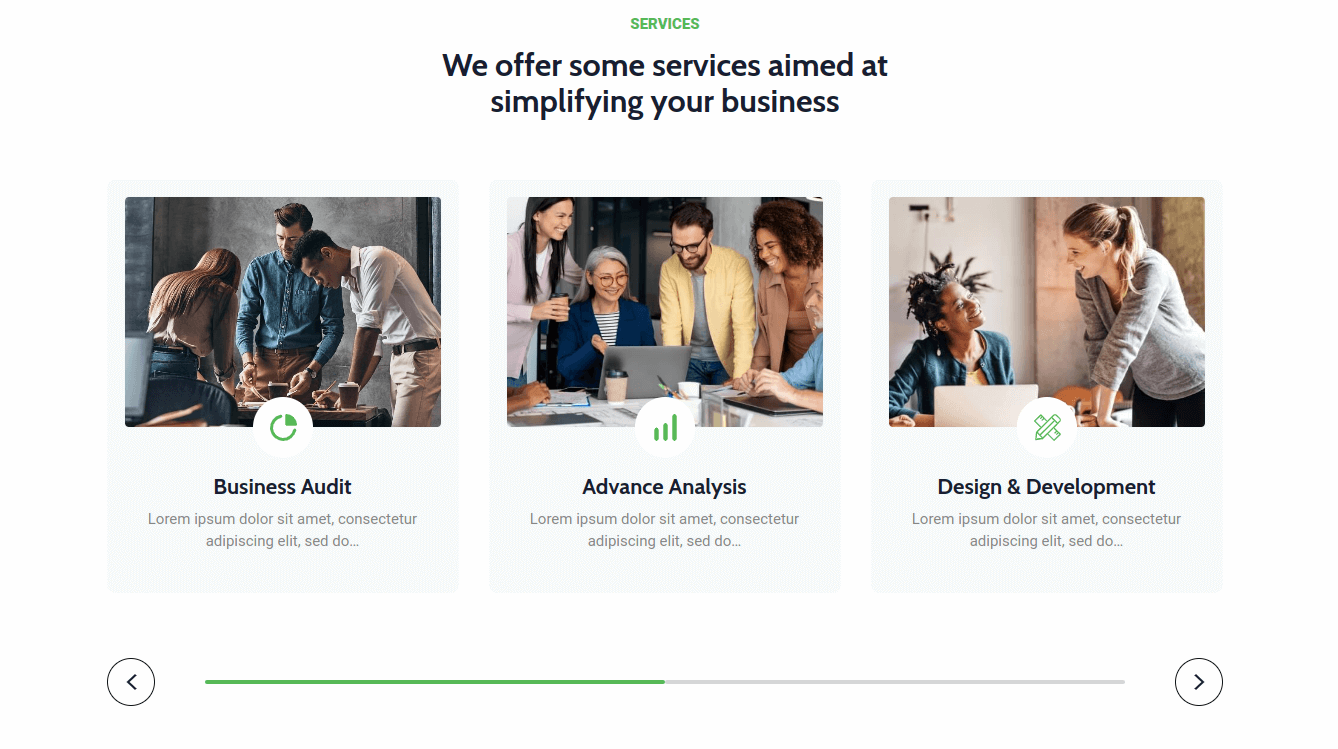 SERVICES
We offer some services aimed at
simplifying your business
Business Audit
Lorem ipsum dolor sit amet, consectetur
adipiscing elit, sed do...
Advance Analysis
Lorem ipsum dolor sit amet, consectetur
adipiscing elit, sed do...
Design & Development
Lorem ipsum dolor sit amet, consectetur
adipiscing elit, sed do...